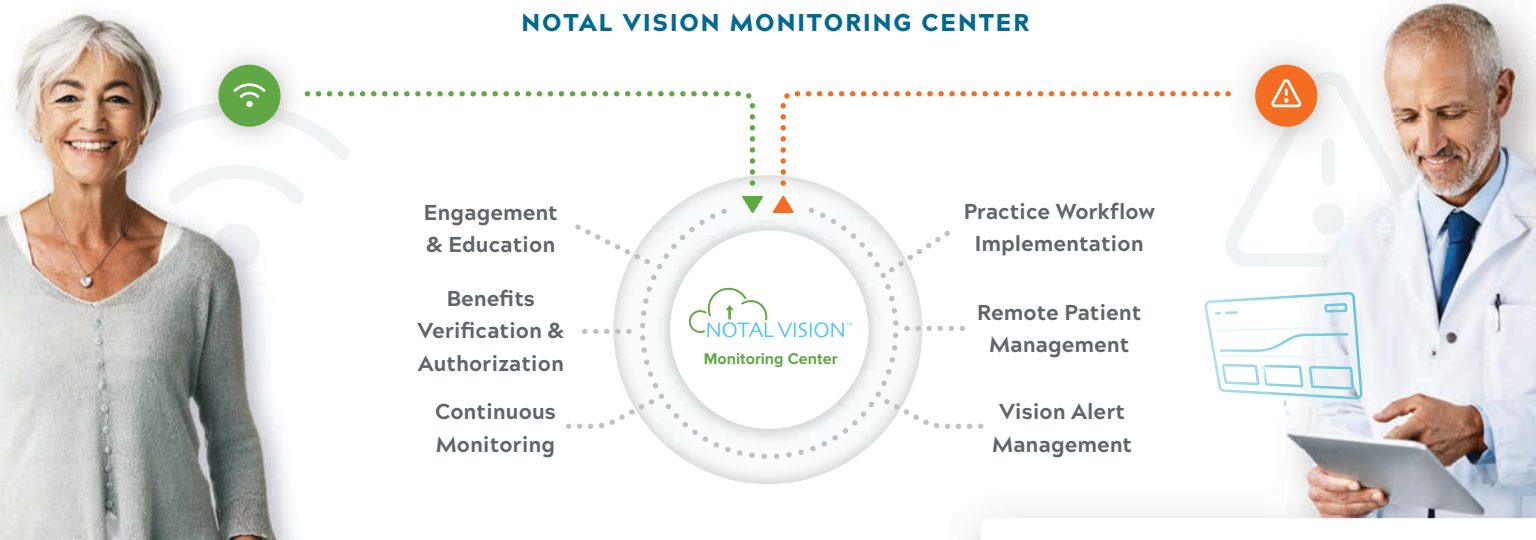 NOTAL VISION MONITORING CENTER
Engagement
& Education
Benefits
Verification &
Authorization
Continuous
Monitoring
NOTAL VISION™
Monitoring Center
Practice Workflow
Implementation
Remote Patient
Management
Vision Alert
Management